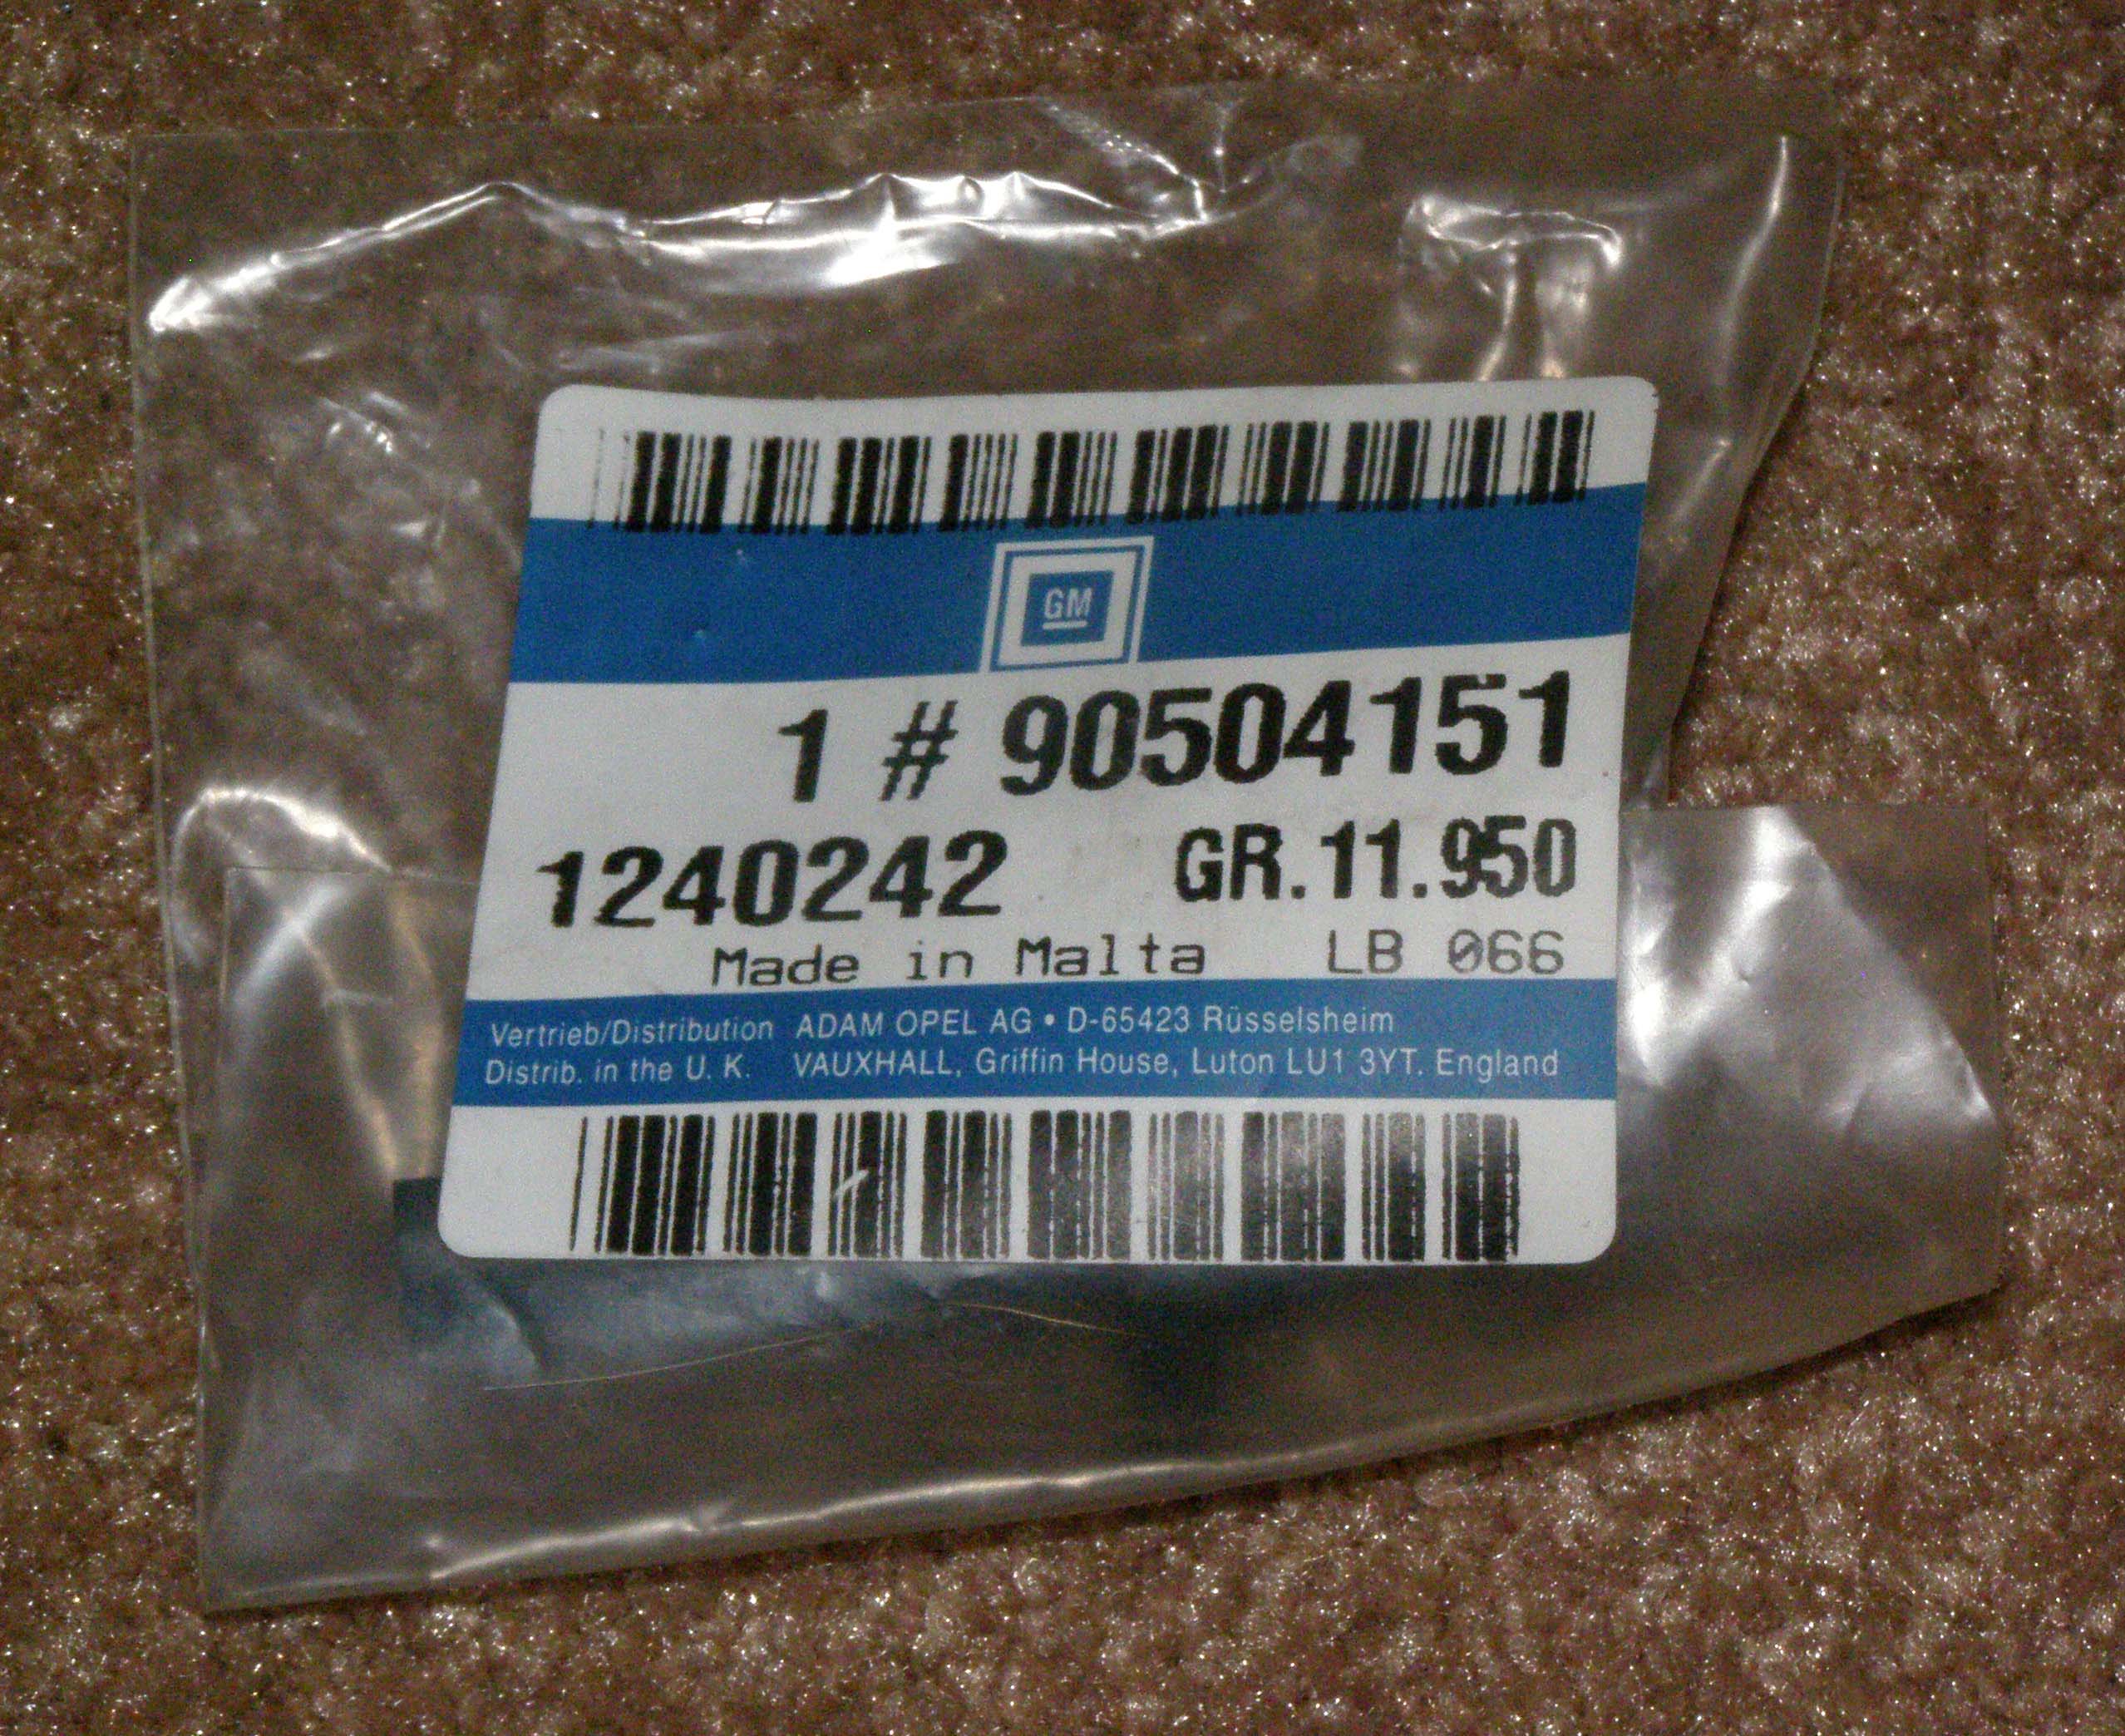 GM
1 # 90504151
1240242 GR.11.950
Made in Malta LB 066
Vertrieb/Distribution ADAM OPEL AG • D-65423 Rüsselsheim
Distrib. in the U. K. VAUXHALL, Griffin House, Luton LU1 3YT. England